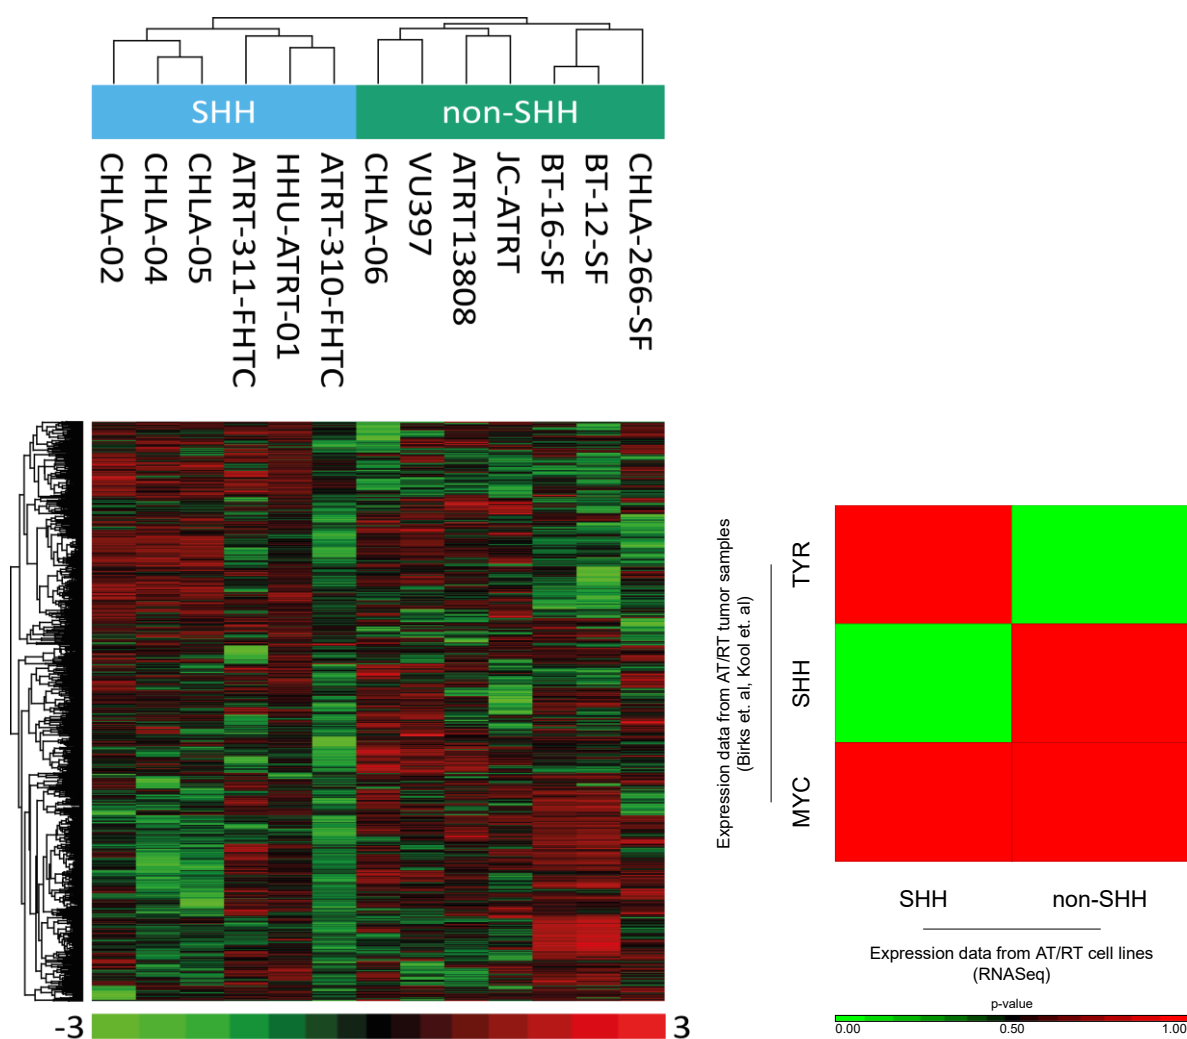 SHH
non-SHH
CHLA-02
CHLA-04
CHLA-05
ATRT-311-FHTC
HHU-ATRT-01
ATRT-310-FHTC
CHLA-06
VU397
ATRT13808
JC-ATRT
BT-16-SF
BT-12-SF
CHLA-266-SF
-3
3
Expression data from AT/RT tumor samples
(Birks et. al, Kool et. al)
TYR
SHH
MYC
SHH
non-SHH
Expression data from AT/RT cell lines
(RNASeq)
p-value
0.00
0.50
1.00